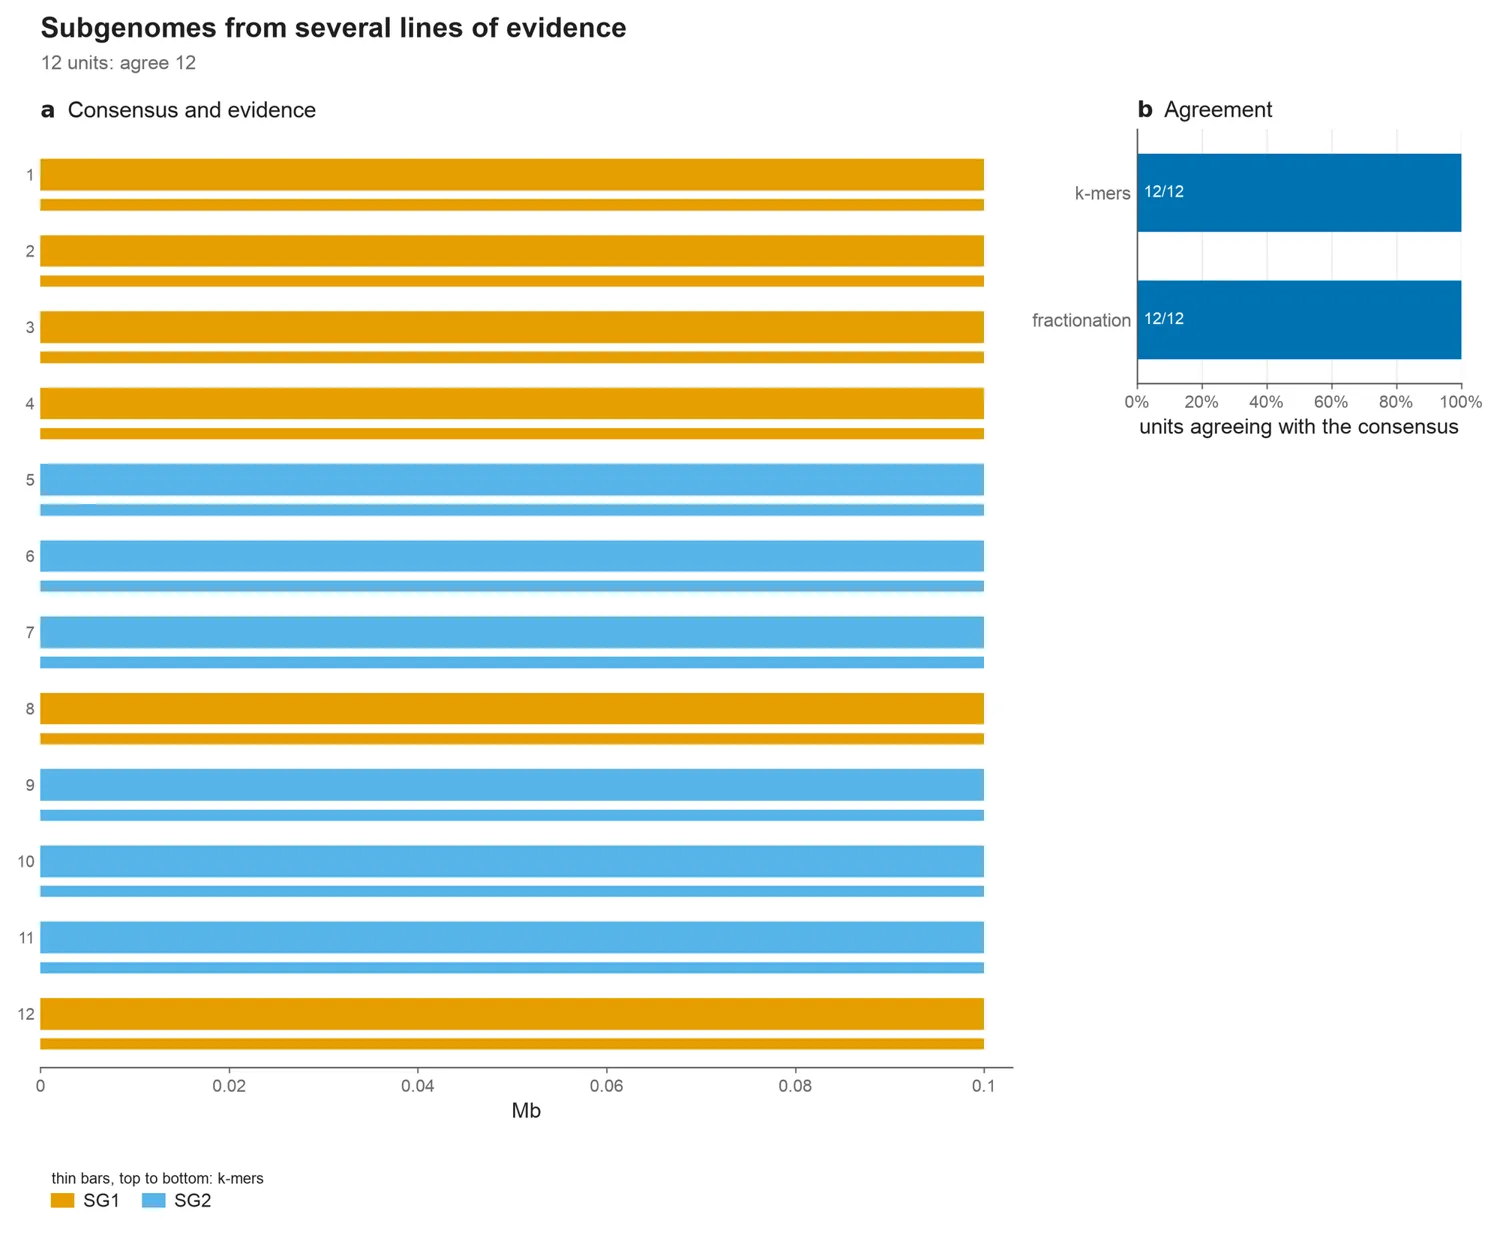 Subgenomes from several lines of evidence
12 units: agree 12
a Consensus and evidence
1
2
3
4
5
6
7
8
9
10
11
12
0 0.02 0.04 0.06 0.08 0.1
Mb
thin bars, top to bottom: k-mers
SG1 SG2
b Agreement
k-mers 12/12
fractionation 12/12
0% 20% 40% 60% 80% 100%
units agreeing with the consensus